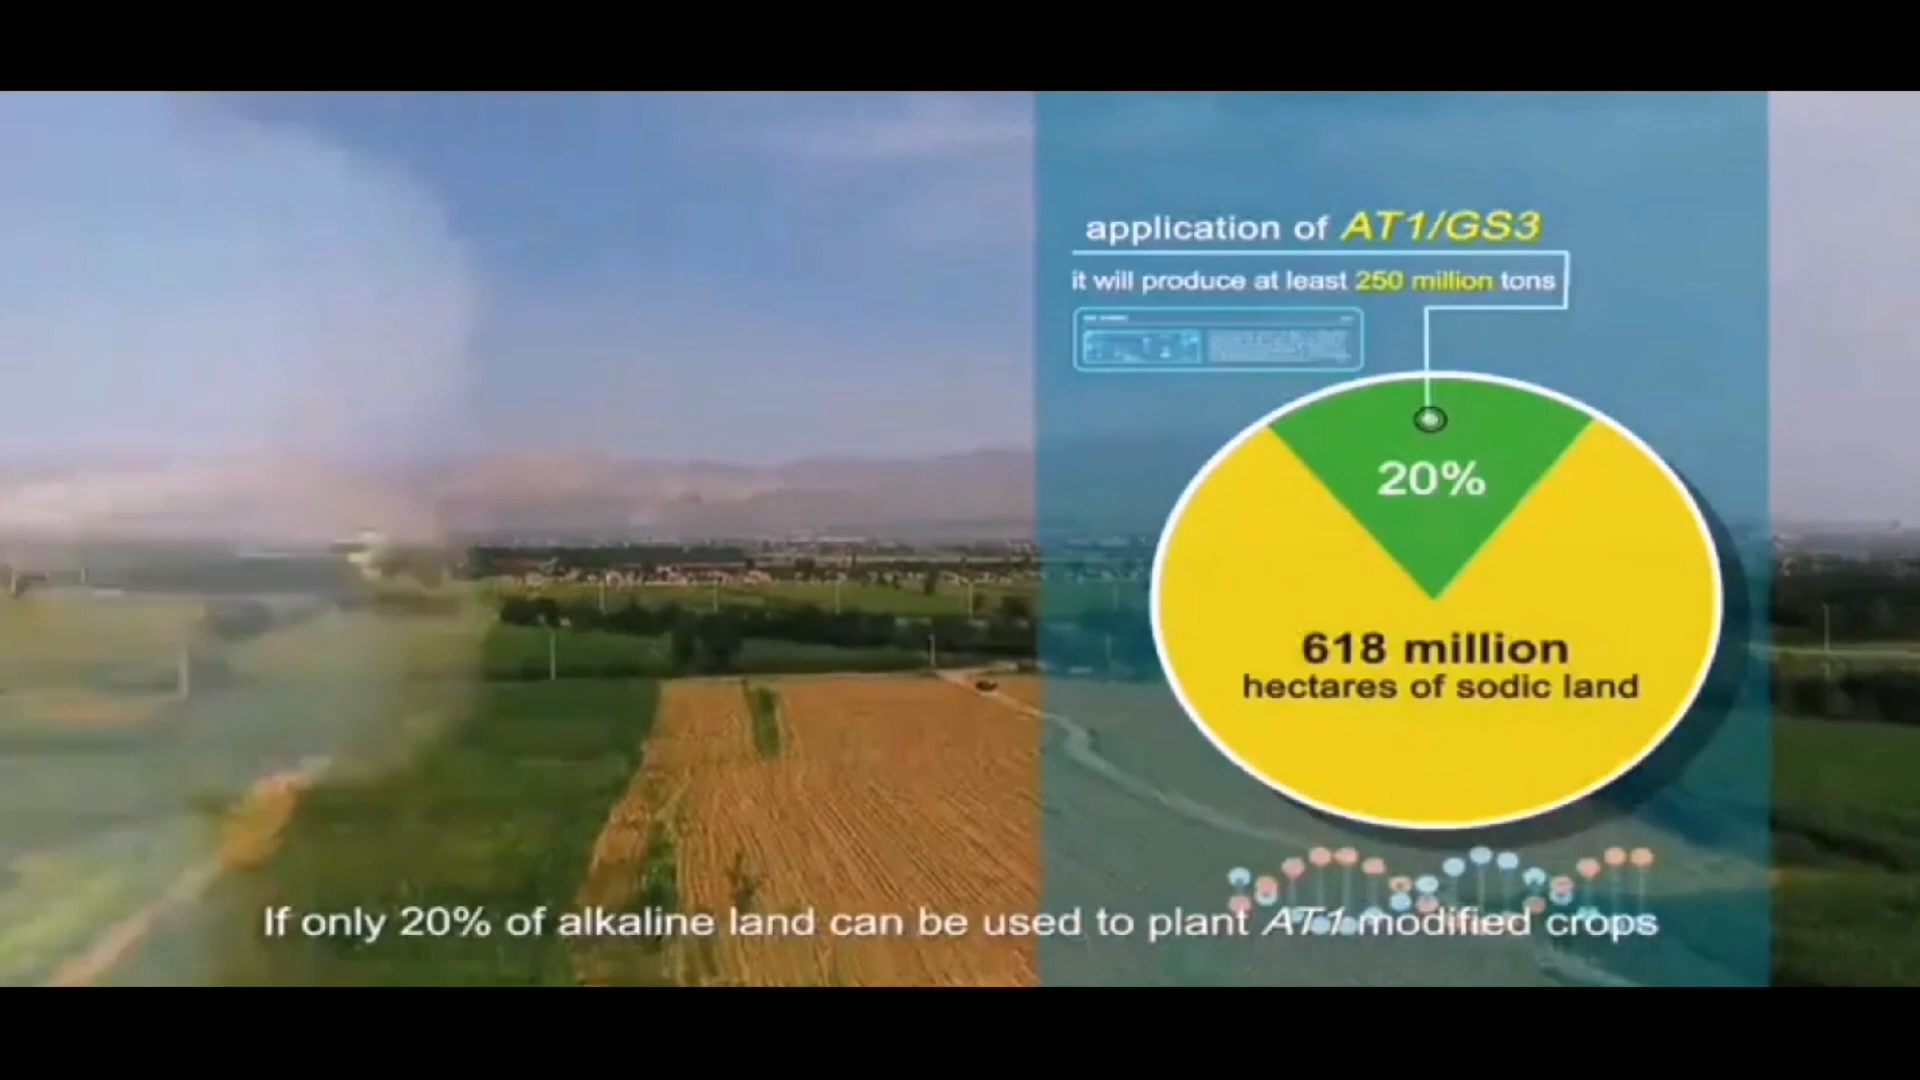 application of AT1/GS3
it will produce at least 250 million tons
20%
618 million
hectares of sodic land
If only 20% of alkaline land can be used to plant AT1 modified crops